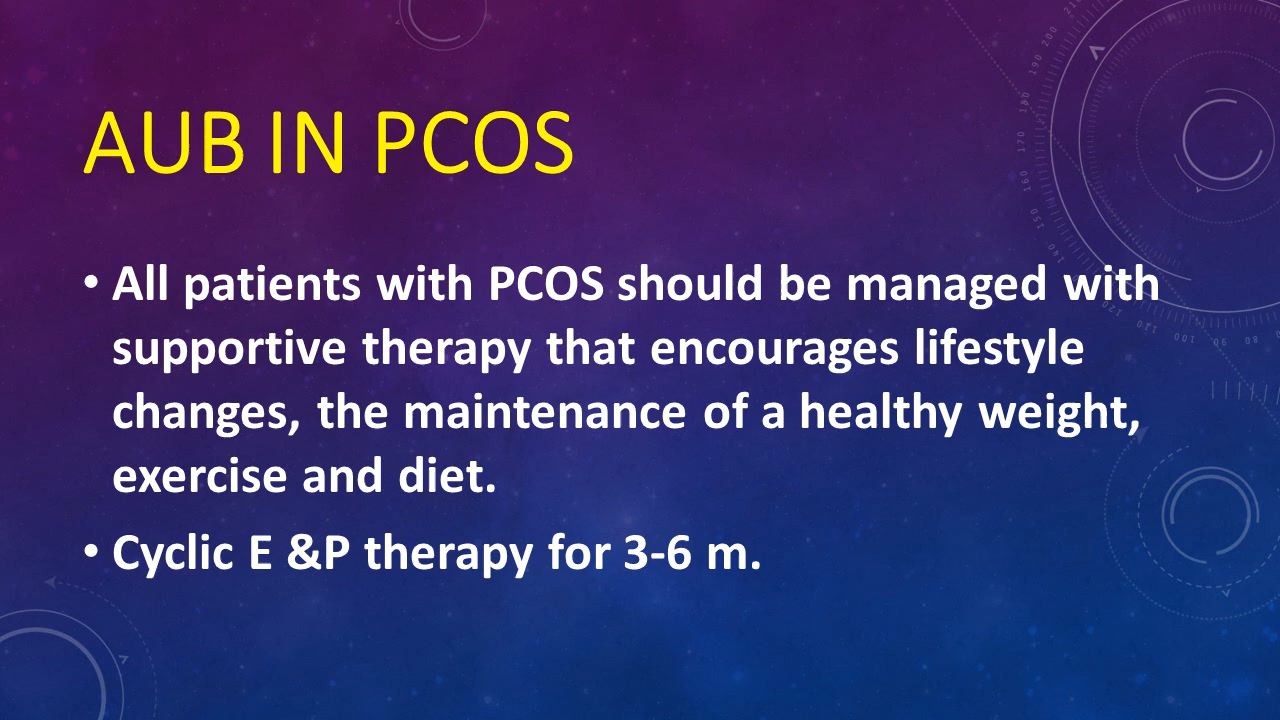 AUB IN PCOS
• All patients with PCOS should be managed with
supportive therapy that encourages lifestyle
changes, the maintenance of a healthy weight,
exercise and diet.
• Cyclic E &P therapy for 3-6 m.